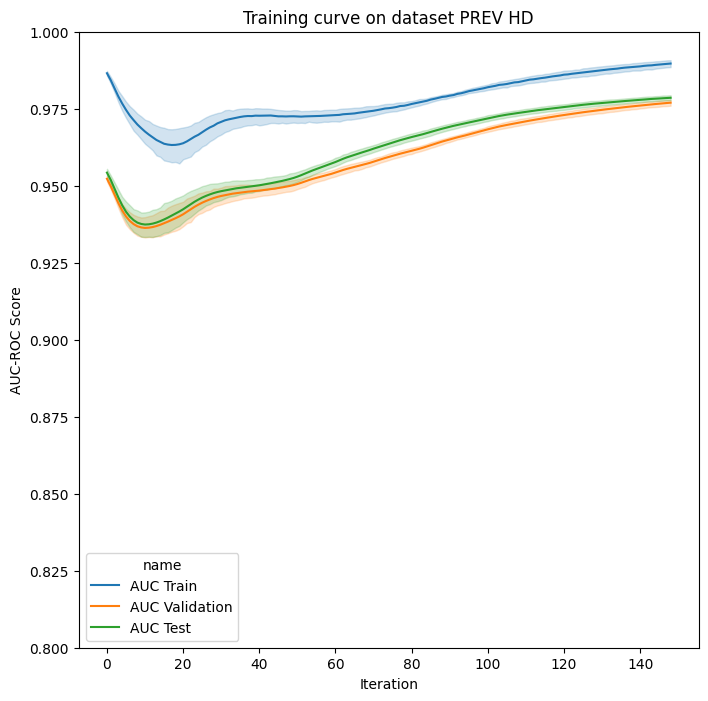 Training curve on dataset PREV HD
1.000
0.975
0.950
0.925
0.900
0.875
0.850
0.825
0.800
AUC-ROC Score
name
AUC Train
AUC Validation
AUC Test
0 20 40 60 80 100 120 140
Iteration